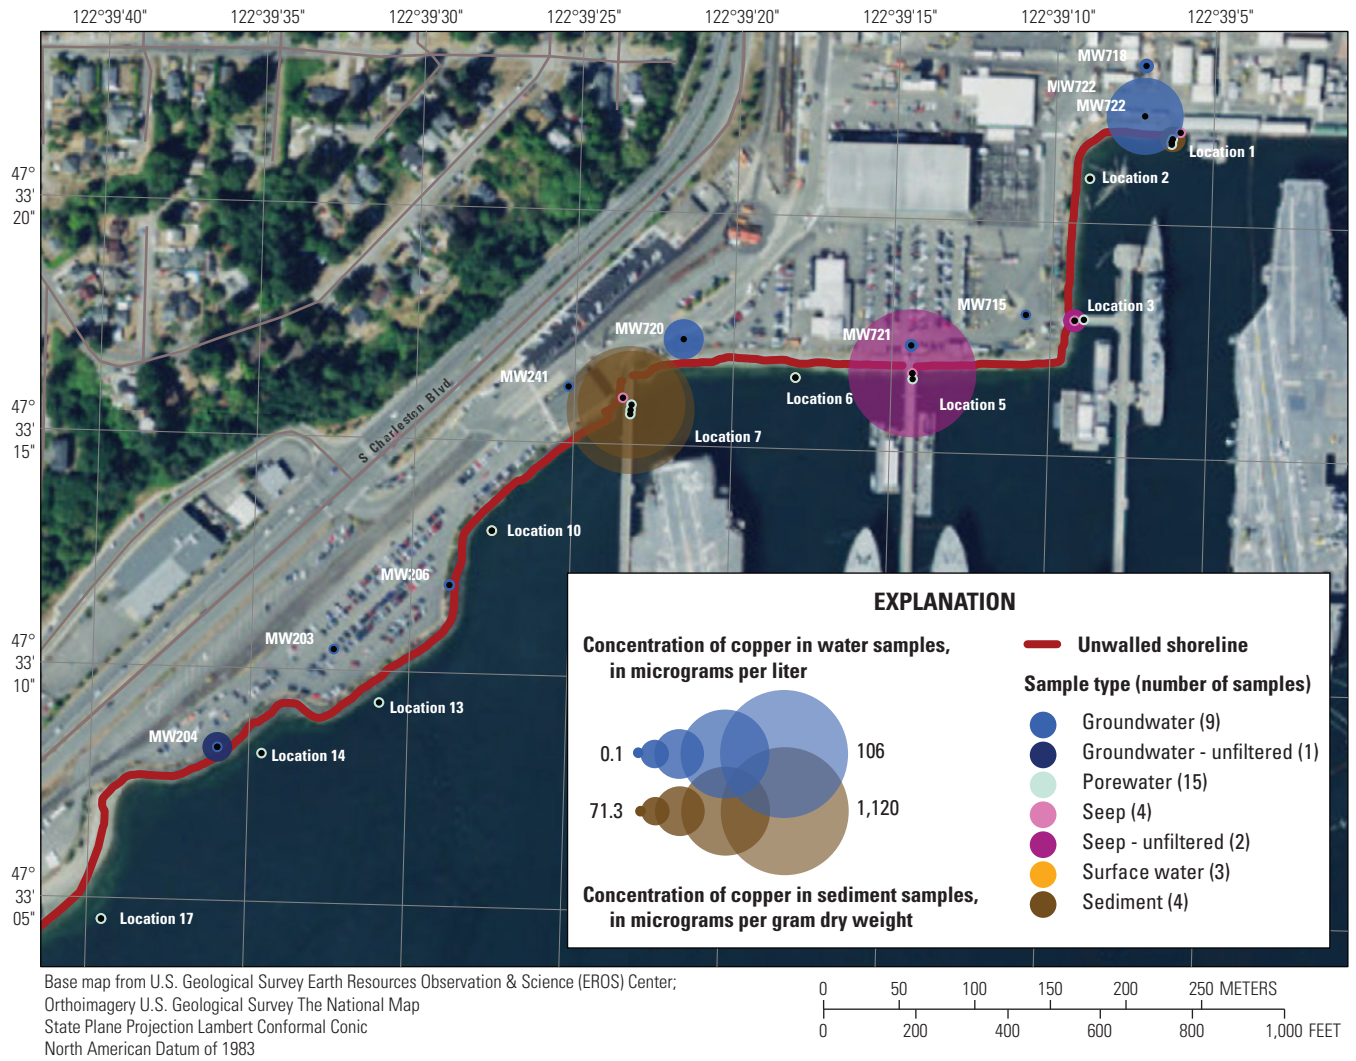 122°39'40" 122°39'35" 122°39'25" 122°39'20" 122°39'15" 122°39'10" 122°39'5"
MW718
MW722
MW722
Location 1
47°
33'
20"
Location 2
MW715
Location 3
MW720
MW721
MW241
Location 6
Location 5
47°
33'
15"
S Charleston Blvd
Location 7
Location 10
MW206
MW203
47°
33'
10"
Location 13
MW204
Location 14
47°
33'
05"
Location 17
EXPLANATION
Concentration of copper in water samples,
in micrograms per liter
0.1 106
71.3 1,120
Concentration of copper in sediment samples,
in micrograms per gram dry weight
Unwalled shoreline
Sample type (number of samples)
Groundwater (9)
Groundwater - unfiltered (1)
Porewater (15)
Seep (4)
Seep - unfiltered (2)
Surface water (3)
Sediment (4)
Base map from U.S. Geological Survey Earth Resources Observation & Science (EROS) Center;
Orthoimagery U.S. Geological Survey The National Map
State Plane Projection Lambert Conformal Conic
North American Datum of 1983
0 50 100 150 200 250 METERS
0 200 400 600 800 1,000 FEET